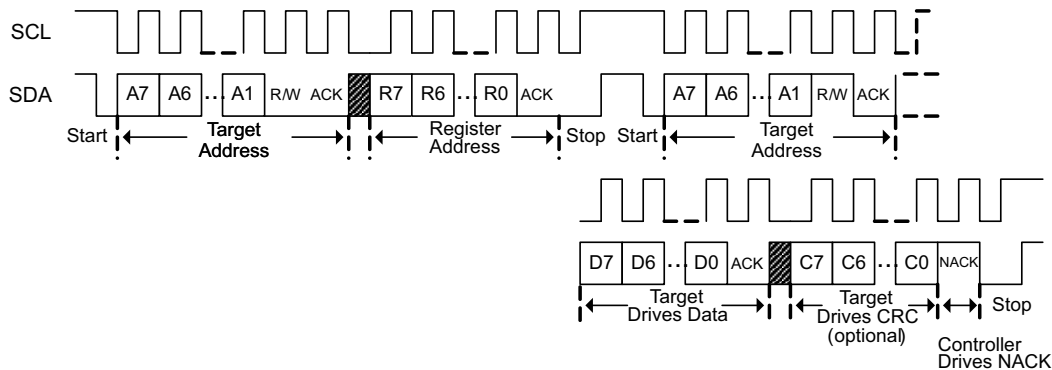 SCL
SDA A7 A6 ... A1 R/W ACK R7 R6 ... R0 ACK A7 A6 ... A1 R/W ACK
Start Target Address Register Address Stop Start Target Address
D7 D6 ... D0 ACK C7 C6 ... C0 NACK
Target Drives Data Target Drives CRC (optional) Stop
Controller Drives NACK